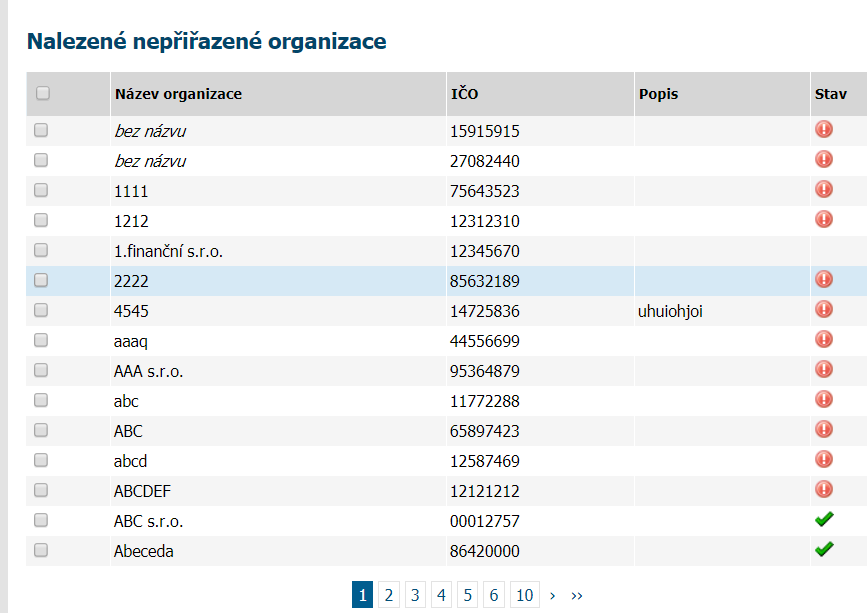 Nalezené nepřiřazené organizace
Název organizace IČO Popis Stav
bez názvu 15915915
bez názvu 27082440
1111 75643523
1212 12312310
1.finanční s.r.o. 12345670
2222 85632189
4545 14725836 uhuiohjoi
aaaq 44556699
AAA s.r.o. 95364879
abc 11772288
ABC 65897423
abcd 12587469
ABCDEF 12121212
ABC s.r.o. 00012757
Abeceda 86420000
1 2 3 4 5 6 10 › ››